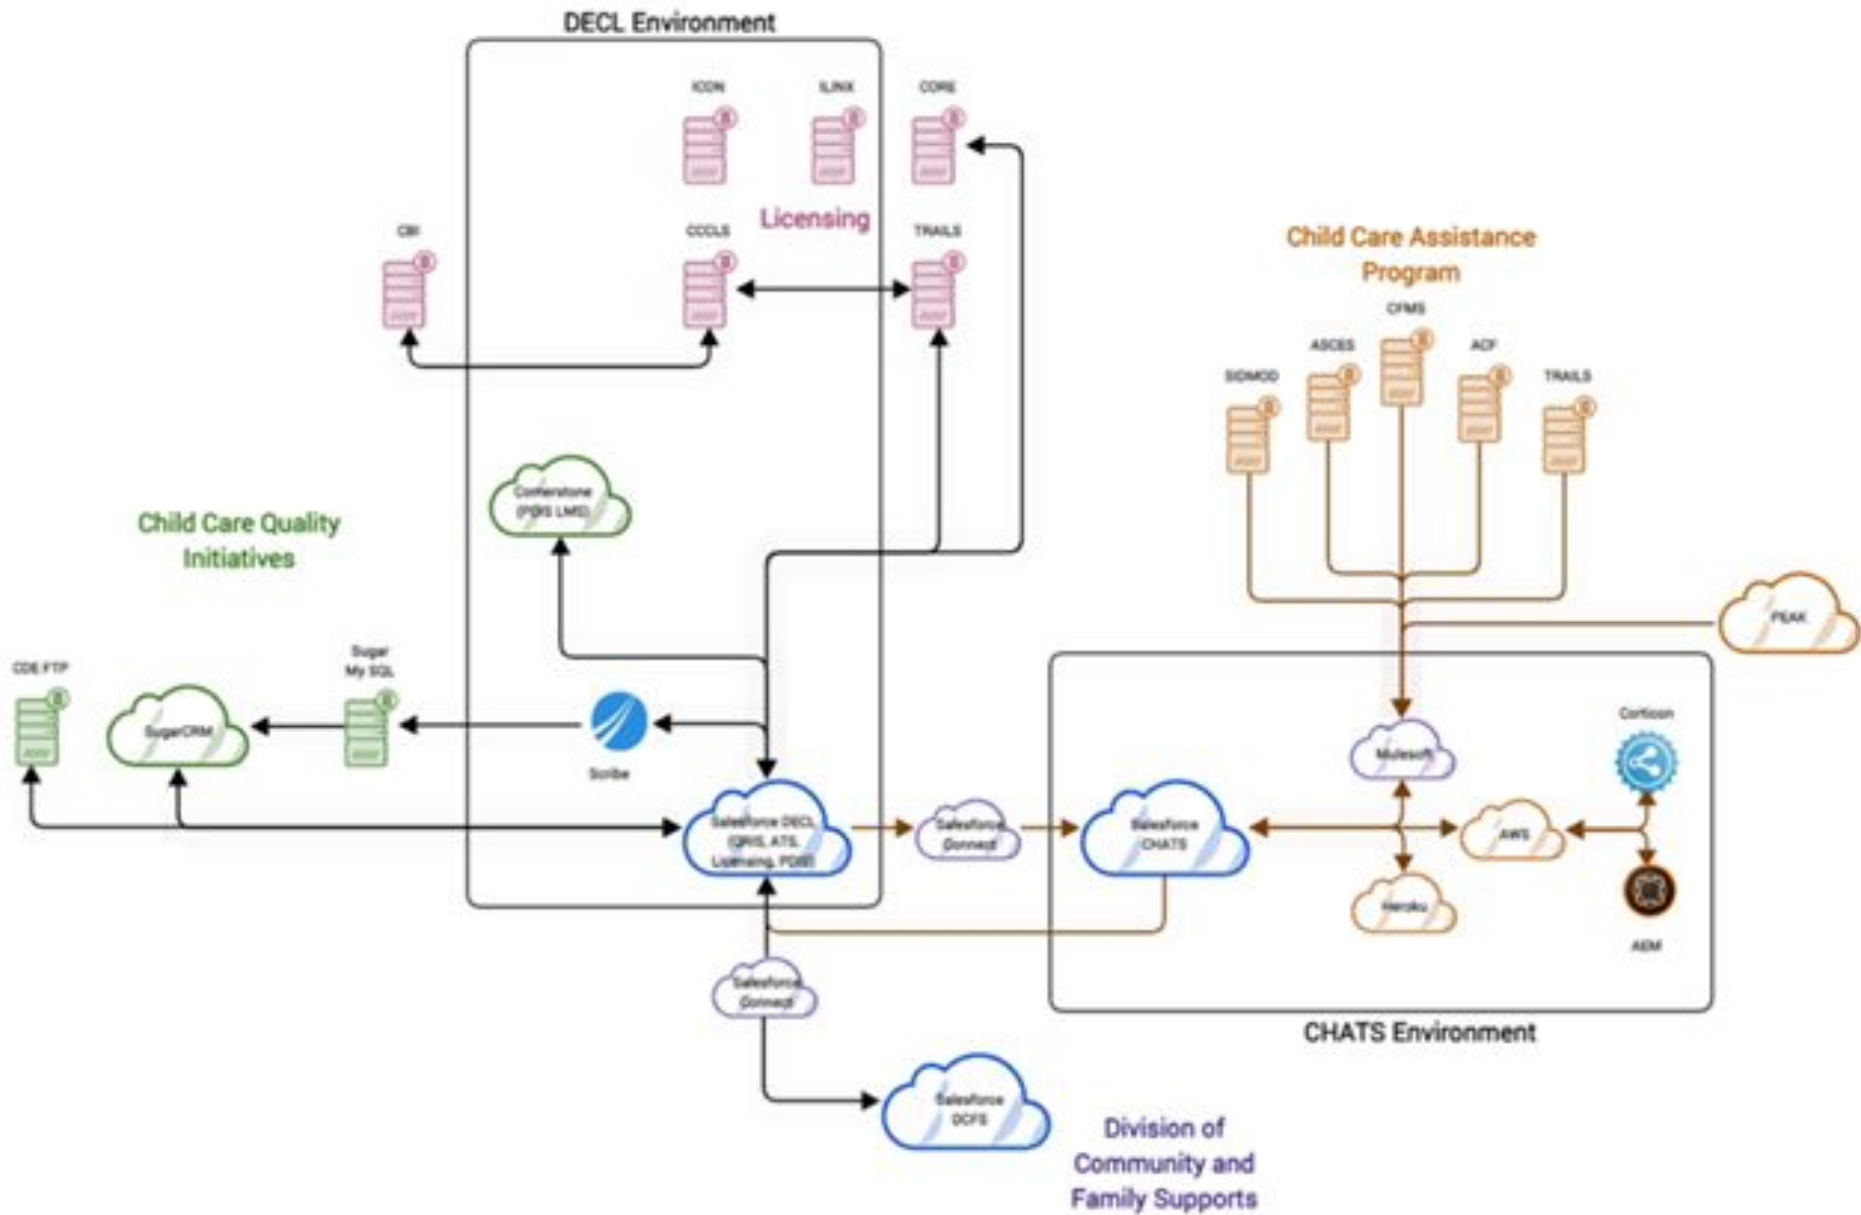 DECL Environment
ICON
ILINX
CORE
Licensing
CBI
CCCLS
TRAILS
Child Care Assistance
Program
CFMS
ASCES
ACF
SIDMOD
TRAILS
Cornerstone
(PDIS LMS)
Child Care Quality
Initiatives
PEAK
CDE FTP
Sugar
My SQL
SugarCRM
Scribe
Corticon
Mulesoft
Salesforce DECL
(QRIS, ATS,
Licensing, PDIS)
Salesforce
Connect
Salesforce
CHATS
AWS
Heroku
AEM
Salesforce
Connect
CHATS Environment
Salesforce
DCFS
Division of
Community and
Family Supports